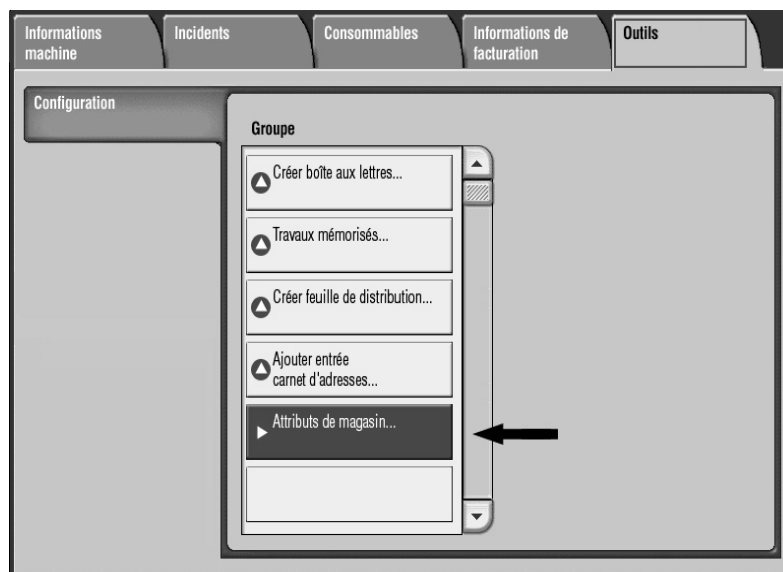 Informations
machine
Incidents
Consommables
Informations de
facturation
Outils
Configuration
Groupe
Créer boîte aux lettres...
Travaux mémorisés...
Créer feuille de distribution...
Ajouter entrée
carnet d'adresses...
Attributs de magasin...